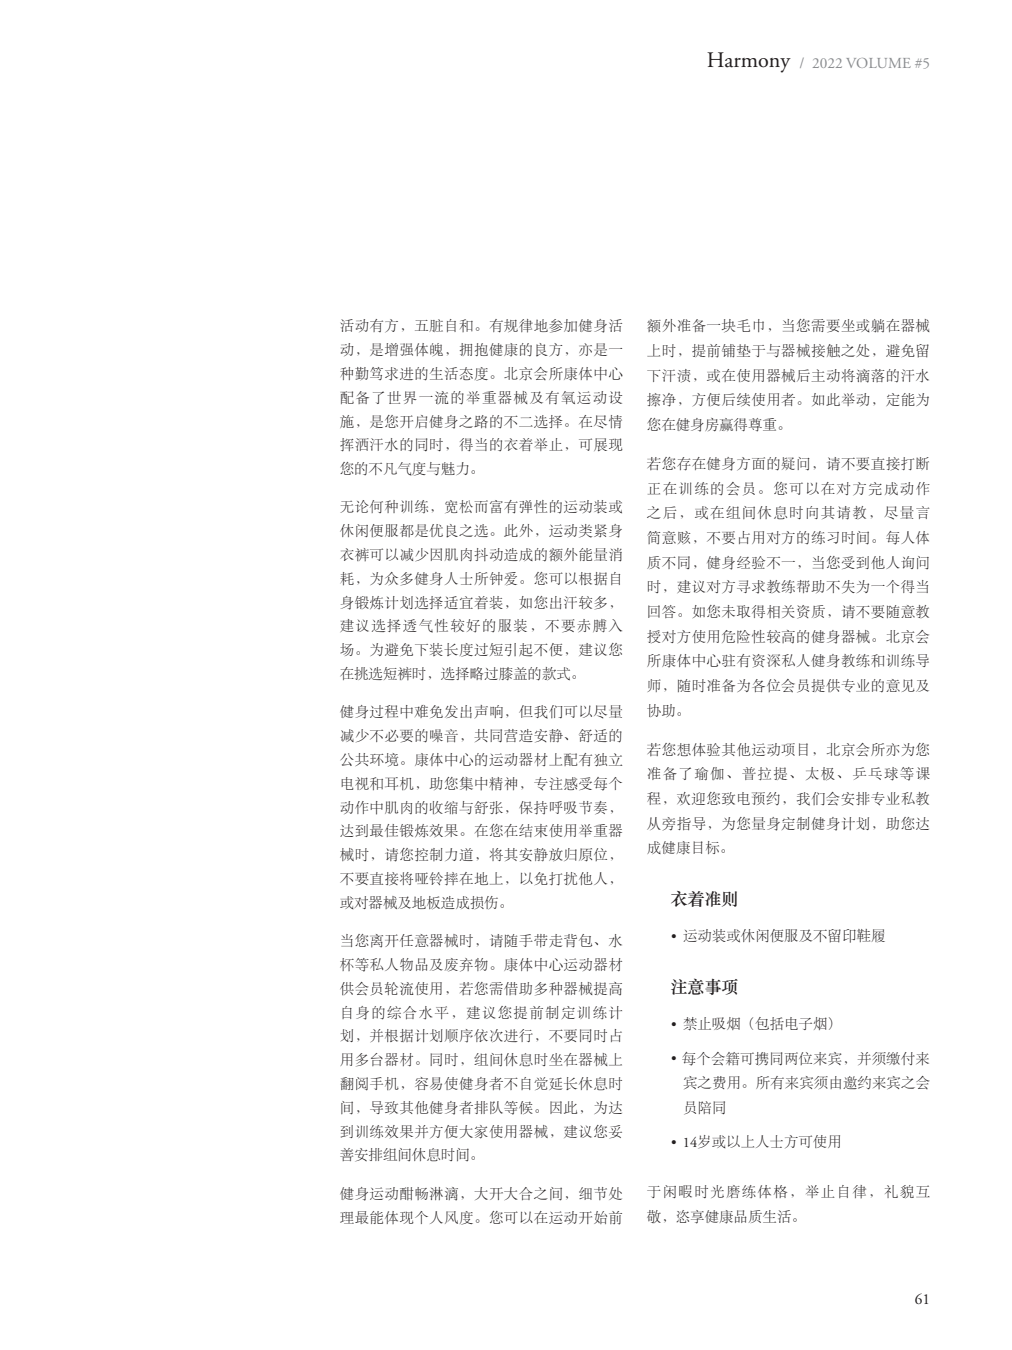 Harmony / 2022 VOLUME #5
活动有方，五脏自和。有规律地参加健身活
动，是增强体魄，拥抱健康的良方，亦是一
种勤笃求进的生活态度。北京会所康体中心
配备了世界一流的举重器械及有氧运动设
施，是您开启健身之路的不二选择。在尽情
挥洒汗水的同时，得当的衣着举止，可展现
您的不凡气度与魅力。
无论何种训练，宽松而富有弹性的运动装或
休闲便服都是优良之选。此外，运动类紧身
衣裤可以减少因肌肉抖动造成的额外能量消
耗，为众多健身人士所钟爱。您可以根据自
身锻炼计划选择适宜着装，如您出汗较多，
建议选择透气性较好的服装，不要赤膊入
场。为避免下装长度过短引起不便，建议您
在挑选短裤时，选择略过膝盖的款式。
健身过程中难免发出声响，但我们可以尽量
减少不必要的噪音，共同营造安静、舒适的
公共环境。康体中心的运动器材上配有独立
电视和耳机，助您集中精神，专注感受每个
动作中肌肉的收缩与舒张，保持呼吸节奏，
达到最佳锻炼效果。在您在结束使用举重器
械时，请您控制力道，将其安静放归原位，
不要直接将哑铃摔在地上，以免打扰他人，
或对器械及地板造成损伤。
当您离开任意器械时，请随手带走背包、水
杯等私人物品及废弃物。康体中心运动器材
供会员轮流使用，若您需借助多种器械提高
自身的综合水平，建议您提前制定训练计
划，并根据计划顺序依次进行，不要同时占
用多台器材。同时，组间休息时坐在器械上
翻阅手机，容易使健身者不自觉延长休息时
间，导致其他健身者排队等候。因此，为达
到训练效果并方便大家使用器械，建议您妥
善安排组间休息时间。
健身运动酣畅淋漓，大开大合之间，细节处
理最能体现个人风度。您可以在运动开始前
额外准备一块毛巾，当您需要坐或躺在器械
上时，提前铺垫于与器械接触之处，避免留
下汗渍，或在使用器械后主动将滴落的汗水
擦净，方便后续使用者。如此举动，定能为
您在健身房赢得尊重。
若您存在健身方面的疑问，请不要直接打断
正在训练的会员。您可以在对方完成动作
之后，或在组间休息时向其请教，尽量言
简意赅，不要占用对方的练习时间。每人体
质不同，健身经验不一，当您受到他人询问
时，建议对方寻求教练帮助不失为一个得当
回答。如您未取得相关资质，请不要随意教
授对方使用危险性较高的健身器械。北京会
所康体中心驻有资深私人健身教练和训练导
师，随时准备为各位会员提供专业的意见及
协助。
若您想体验其他运动项目，北京会所亦为您
准备了瑜伽、普拉提、太极、乒乓球等课
程，欢迎您致电预约，我们会安排专业私教
从旁指导，为您量身定制健身计划，助您达
成健康目标。
衣着准则
• 运动装或休闲便服及不留印鞋履
注意事项
• 禁止吸烟（包括电子烟）
• 每个会籍可携同两位来宾，并须缴付来
宾之费用。所有来宾须由邀约来宾之会
员陪同
• 14岁或以上人士方可使用
于闲暇时光磨练体格，举止自律，礼貌互
敬，恣享健康品质生活。
61